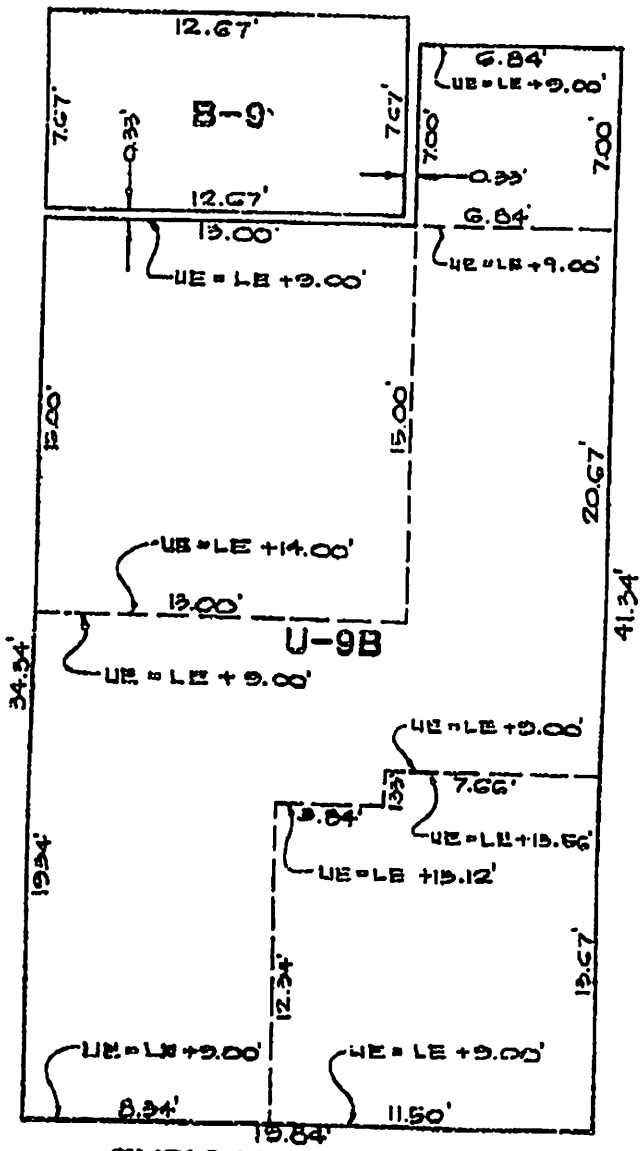 12.67'
6.84'
UE = LE + 9.00'
7.67'
B-9
7.67'
7.00'
7.00'
0.33'
0.33'
12.67'
13.00'
6.84'
UE = LE + 9.00'
UE = LE + 9.00'
15.00'
15.00'
20.67'
UE = LE + 14.00'
13.00'
41.34'
U-9B
UE = LE + 9.00'
34.34'
UE = LE + 9.00'
7.66'
1.33'
3.84'
UE = LE + 13.56'
UE = LE + 13.12'
19.34'
13.67'
12.34'
UE = LE + 9.00'
UE = LE + 9.00'
8.34'
11.50'
19.84'